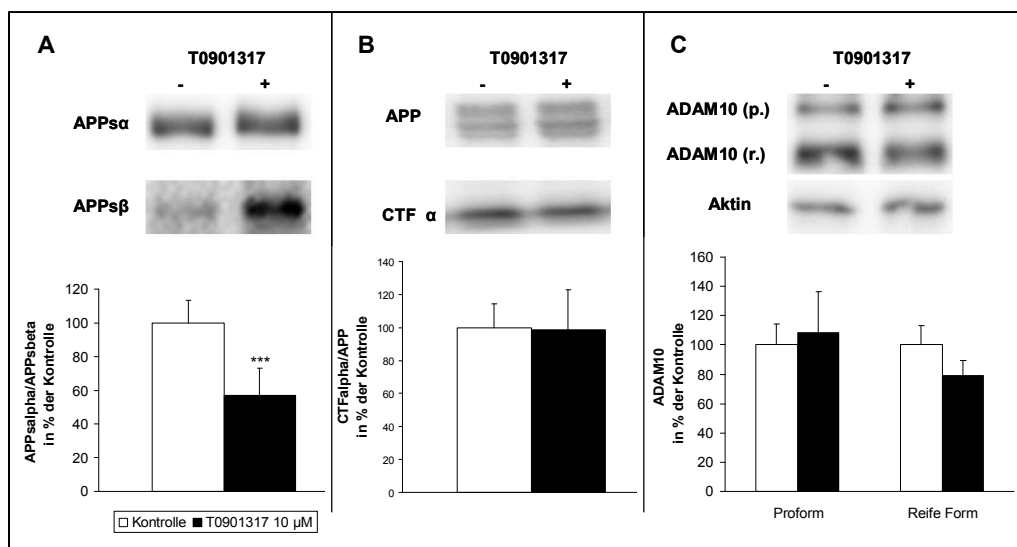 A
T0901317
- +
APPsα
APPsβ
120
100
80
60
40
20
0
APPsalpha/APPsbeta
in % der Kontrolle
***
Kontrolle T0901317 10 µM
B
T0901317
- +
APP
CTF α
140
120
100
80
60
40
20
0
CTFalpha/APP
in % der Kontrolle
C
T0901317
- +
ADAM10 (p.)
ADAM10 (r.)
Aktin
160
140
120
100
80
60
40
20
0
ADAM10
in % der Kontrolle
Proform Reife Form